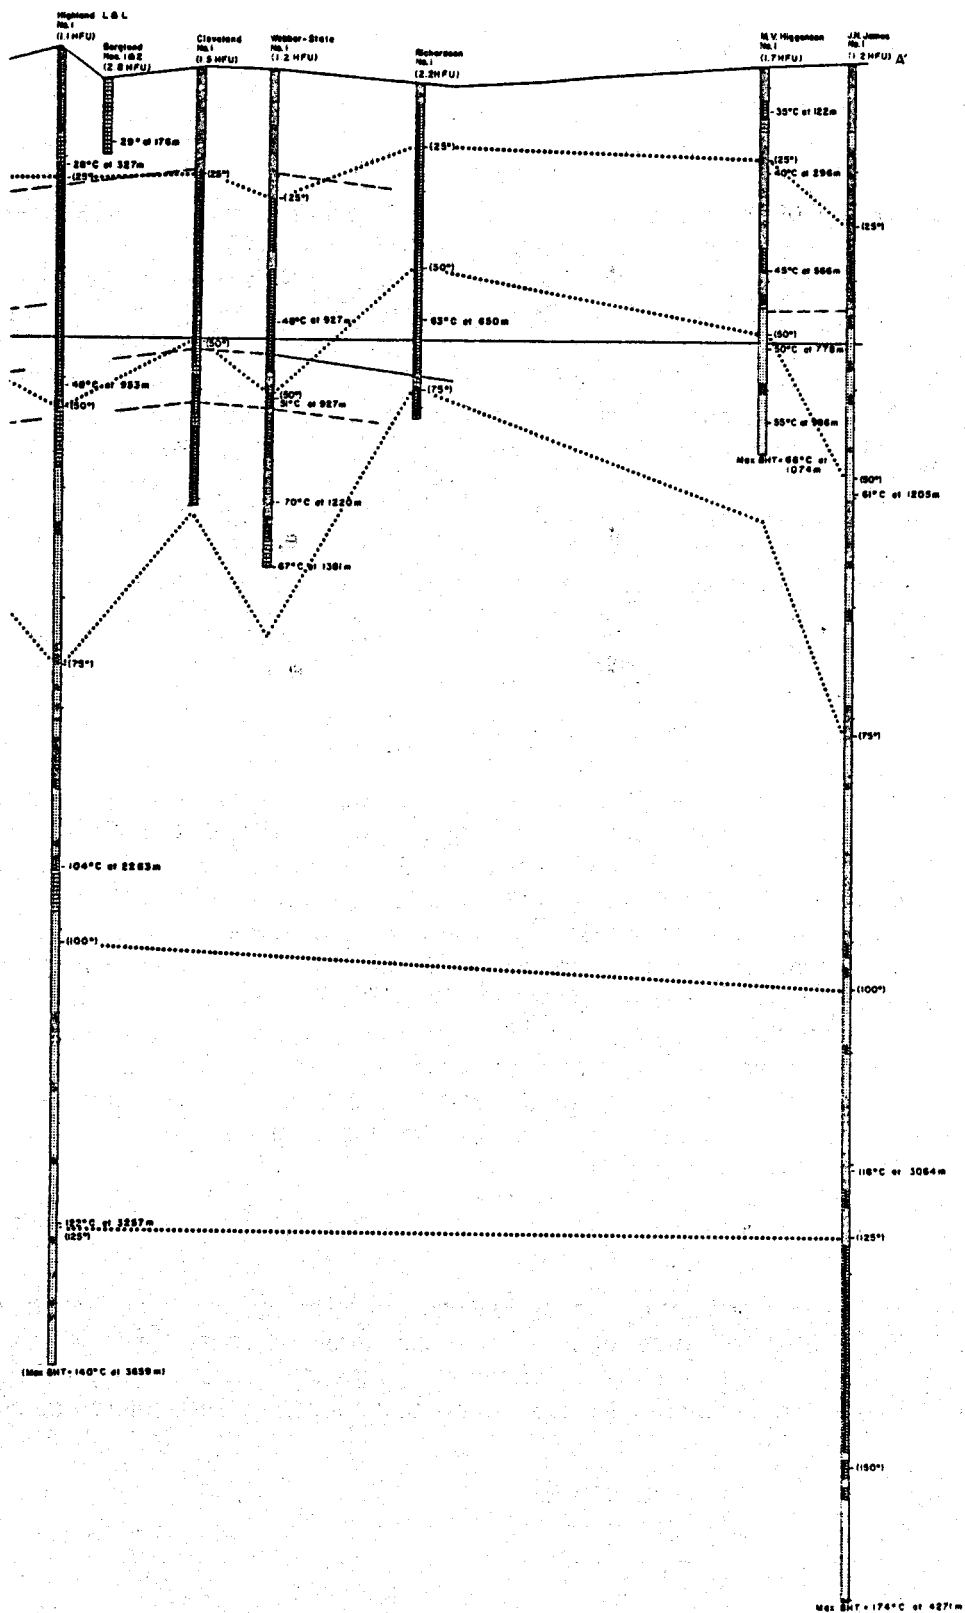 Highland L & L
No. 1
(1.1 HFU)
Bergland
Nos. 1 & 2
(2.8 HFU)
Cleveland
No. 1
(1.5 HFU)
Webber-State
No. 1
(1.2 HFU)
Richardson
No. 1
(2.2HFU)
M.V. Higgenson
No. 1
(1.7HFU)
J.N. James
No. 1
(1.2 HFU)
A'
35°C at 122m
29° at 176m
(25°)
28°C at 327m
(25°)
(25°)
(25°)
(25°)
40°C at 296m
(25°)
(50°)
45°C at 566m
48°C at 927m
63°C at 650m
(50°)
(50°)
50°C at 778m
48°C at 953m
(50°)
(50°)
51°C at 927m
(75°)
55°C at 986m
Max BHT = 68°C at
1074m
(50°)
61°C at 1205m
70°C at 1220m
67°C at 1381m
(75°)
(75°)
104°C at 2263m
(100°)
(100°)
118°C at 3064m
122°C at 3257m
(125°)
(125°)
(Max BHT = 140°C at 3659m)
(150°)
Max BHT = 174°C at 4271m